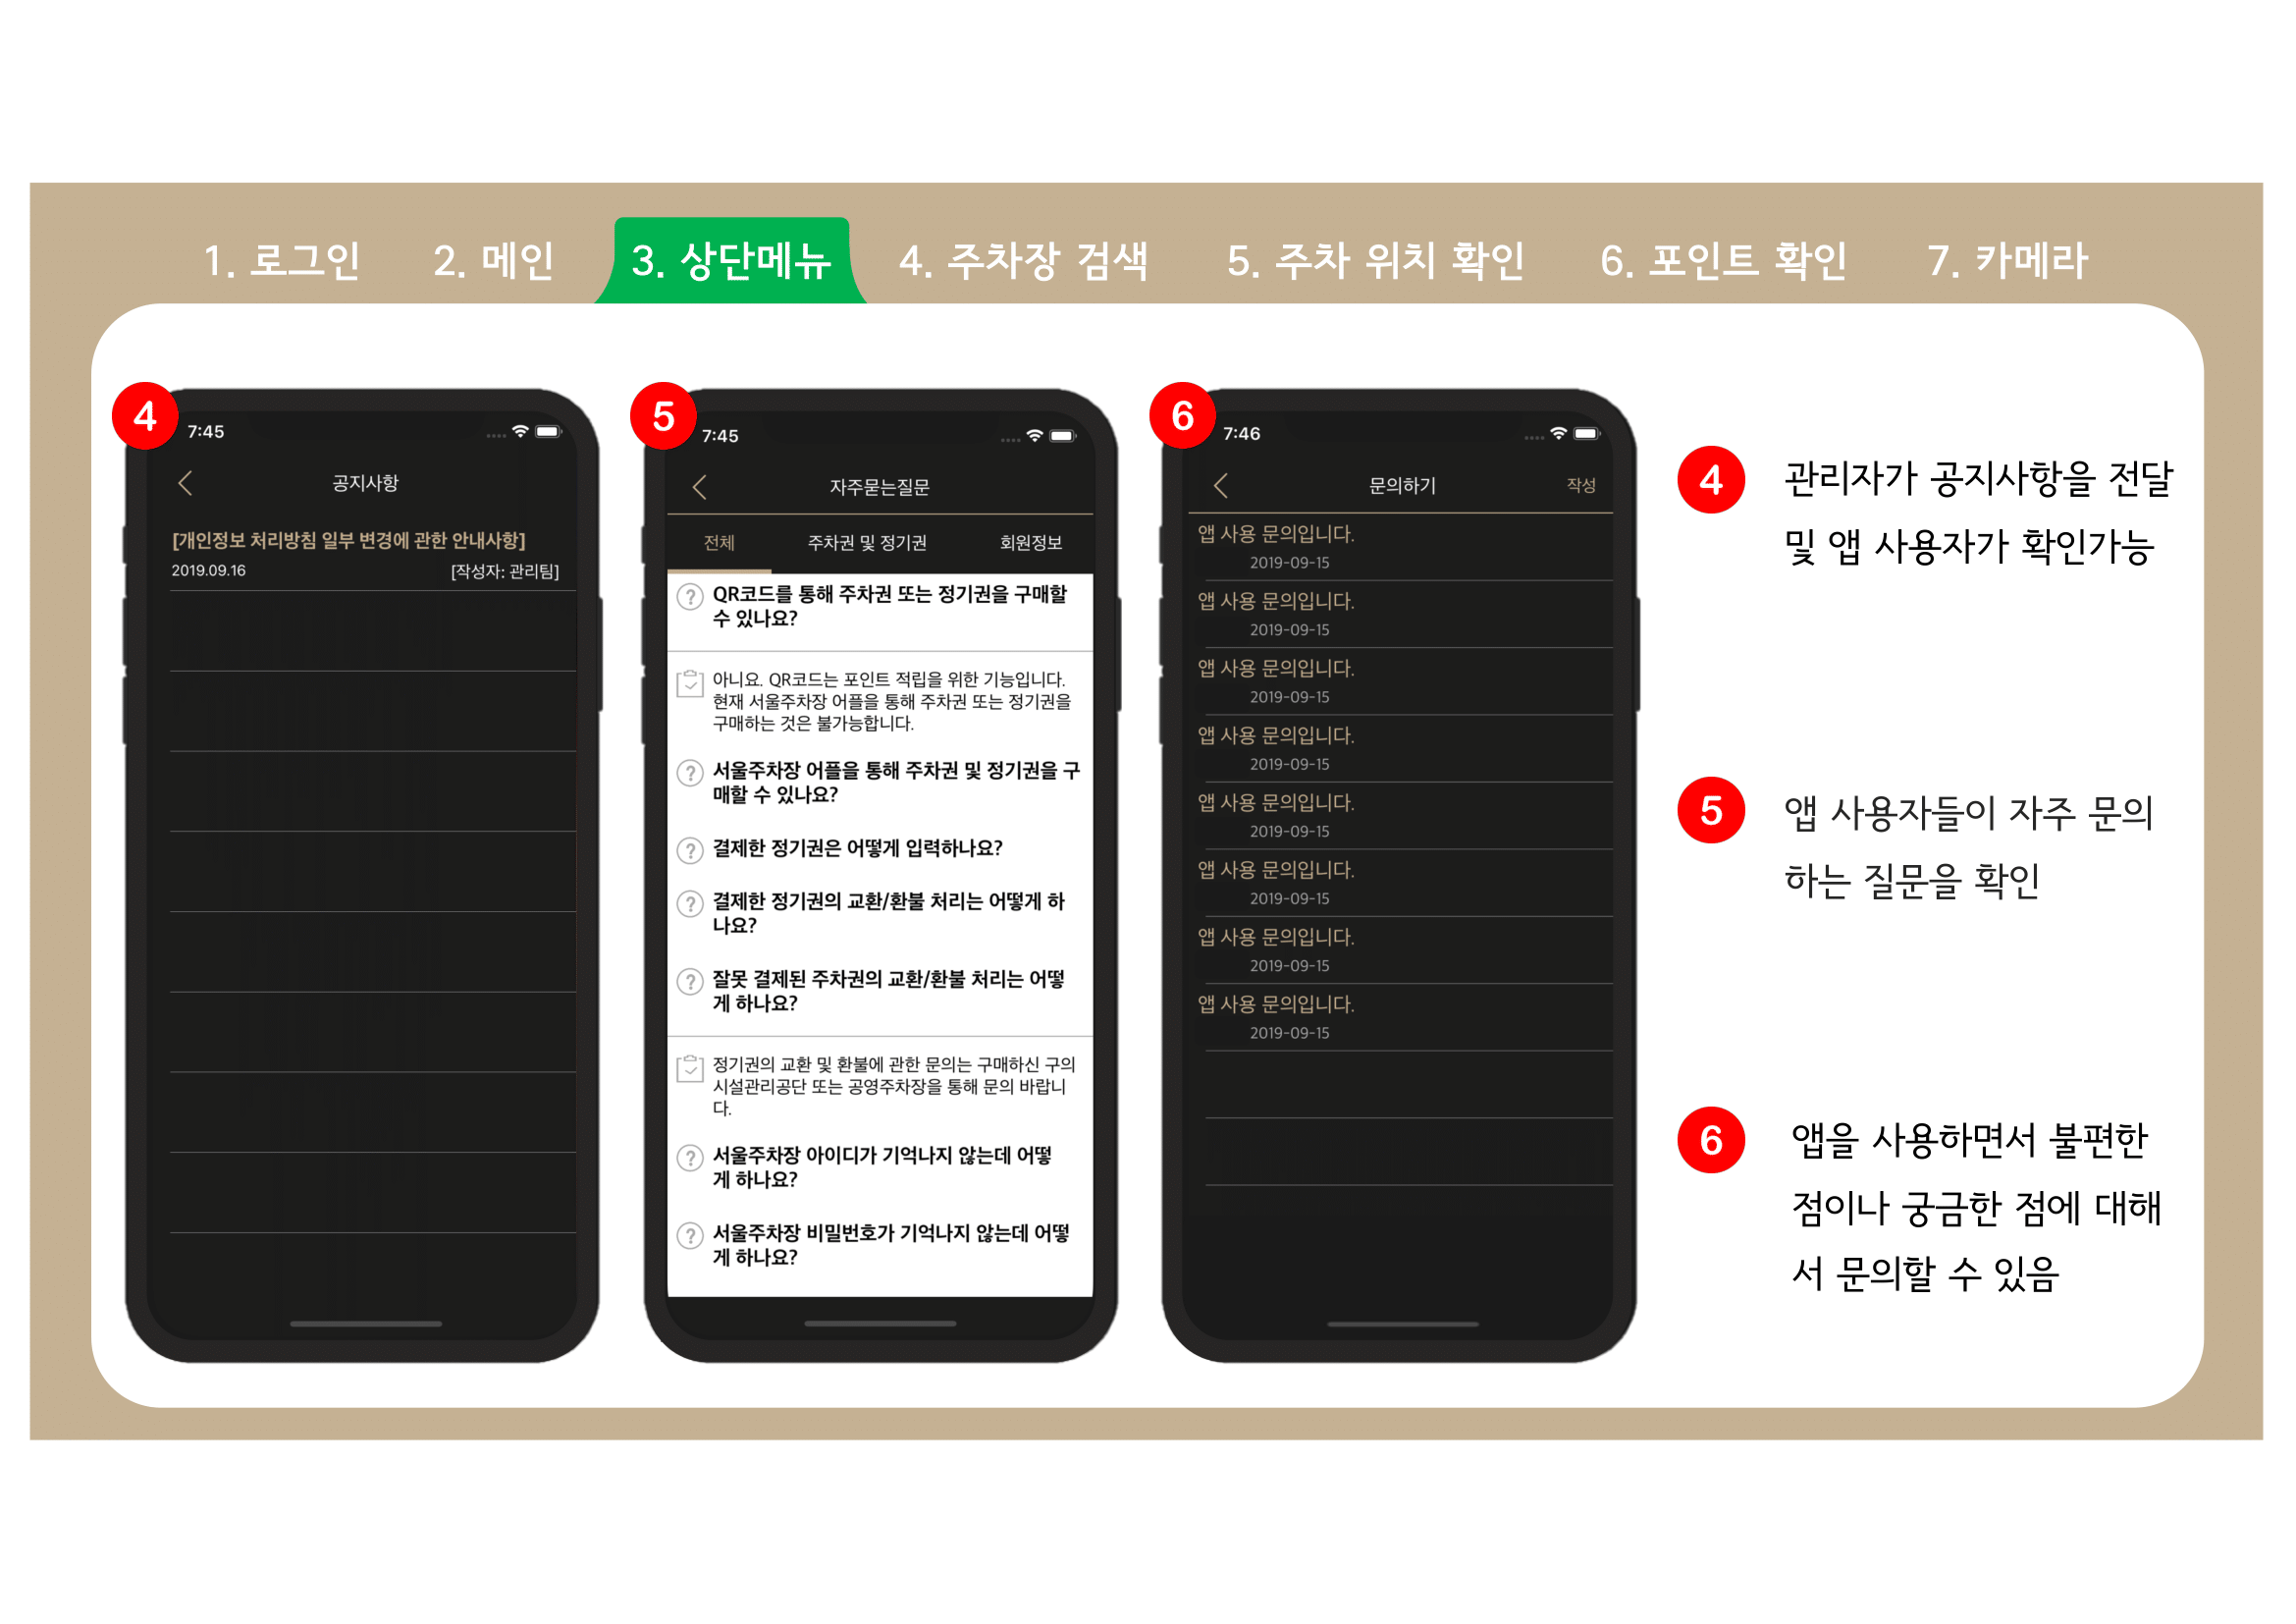 1. 로그인
2. 메인
3. 상단메뉴
4. 주차장 검색
5. 주차 위치 확인
6. 포인트 확인
7. 카메라
4
7:45
공지사항
[개인정보 처리방침 일부 변경에 관한 안내사항]
2019.09.16
[작성자: 관리팀]
5
7:45
자주묻는질문
전체
주차권 및 정기권
회원정보
QR코드를 통해 주차권 또는 정기권을 구매할
수 있나요?
아니요. QR코드는 포인트 적립을 위한 기능입니다.
현재 서울주차장 어플을 통해 주차권 또는 정기권을
구매하는 것은 불가능합니다.
서울주차장 어플을 통해 주차권 및 정기권을 구
매할 수 있나요?
결제한 정기권은 어떻게 입력하나요?
결제한 정기권의 교환/환불 처리는 어떻게 하
나요?
잘못 결제된 주차권의 교환/환불 처리는 어떻
게 하나요?
정기권의 교환 및 환불에 관한 문의는 구매하신 구의
시설관리공단 또는 공영주차장을 통해 문의 바랍니
다.
서울주차장 아이디가 기억나지 않는데 어떻
게 하나요?
서울주차장 비밀번호가 기억나지 않는데 어떻
게 하나요?
6
7:46
문의하기
작성
앱 사용 문의입니다.
2019-09-15
앱 사용 문의입니다.
2019-09-15
앱 사용 문의입니다.
2019-09-15
앱 사용 문의입니다.
2019-09-15
앱 사용 문의입니다.
2019-09-15
앱 사용 문의입니다.
2019-09-15
앱 사용 문의입니다.
2019-09-15
앱 사용 문의입니다.
2019-09-15
4
관리자가 공지사항을 전달
및 앱 사용자가 확인가능
5
앱 사용자들이 자주 문의
하는 질문을 확인
6
앱을 사용하면서 불편한
점이나 궁금한 점에 대해
서 문의할 수 있음